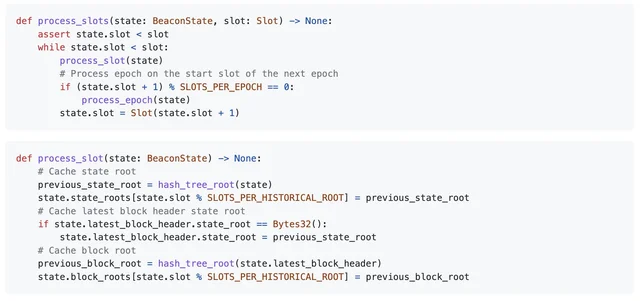 def process_slots(state: BeaconState, slot: Slot) -> None:
    assert state.slot < slot
    while state.slot < slot:
        process_slot(state)
        # Process epoch on the start slot of the next epoch
        if (state.slot + 1) % SLOTS_PER_EPOCH == 0:
            process_epoch(state)
        state.slot = Slot(state.slot + 1)
def process_slot(state: BeaconState) -> None:
    # Cache state root
    previous_state_root = hash_tree_root(state)
    state.state_roots[state.slot % SLOTS_PER_HISTORICAL_ROOT] = previous_state_root
    # Cache latest block header state root
    if state.latest_block_header.state_root == Bytes32():
        state.latest_block_header.state_root = previous_state_root
    # Cache block root
    previous_block_root = hash_tree_root(state.latest_block_header)
    state.block_roots[state.slot % SLOTS_PER_HISTORICAL_ROOT] = previous_block_root